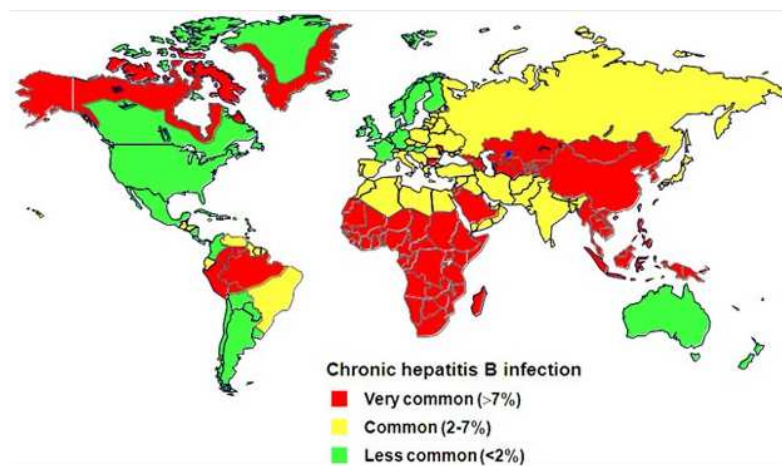 Chronic hepatitis B infection
Very common (>7%)
Common (2-7%)
Less common (<2%)